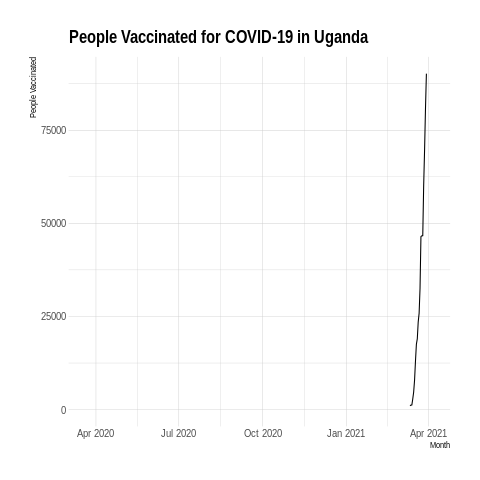 People Vaccinated for COVID-19 in Uganda
People Vaccinated
75000
50000
25000
0
Apr 2020 Jul 2020 Oct 2020 Jan 2021 Apr 2021
Month